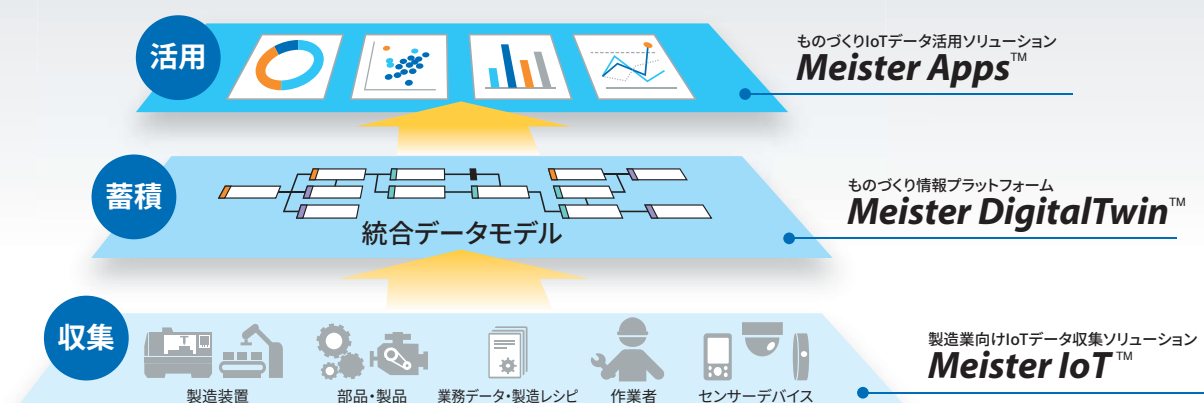 活用
ものづくりIoTデータ活用ソリューション
Meister Apps™
蓄積
統合データモデル
ものづくり情報プラットフォーム
Meister DigitalTwin™
収集
製造装置
部品・製品
業務データ・製造レシピ
作業者
センサーデバイス
製造業向けIoTデータ収集ソリューション
Meister IoT™